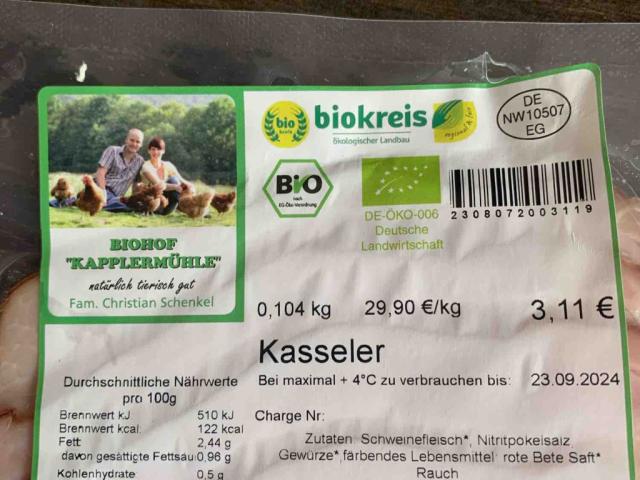 bio
kreis
biokreis
ökologischer Landbau
regional & fair
DE
NW10507
EG
Bio
nach
EG-Öko-Verordnung
DE-ÖKO-006
Deutsche
Landwirtschaft
2308072003119
BIOHOF
"KAPPLERMÜHLE"
natürlich tierisch gut
Fam. Christian Schenkel
0,104 kg 29,90 €/kg 3,11 €
Kasseler
Bei maximal + 4°C zu verbrauchen bis: 23.09.2024
Durchschnittliche Nährwerte
pro 100g
Brennwert kJ 510 kJ
Brennwert kcal 122 kcal
Fett 2,44 g
davon gesättigte Fettsäu 0,96 g
Kohlenhydrate 0,5 g
Charge Nr:
Zutaten Schweinefleisch*, Nitritpökelsalz,
Gewürze*,färbendes Lebensmittel rote Bete Saft*
Rauch